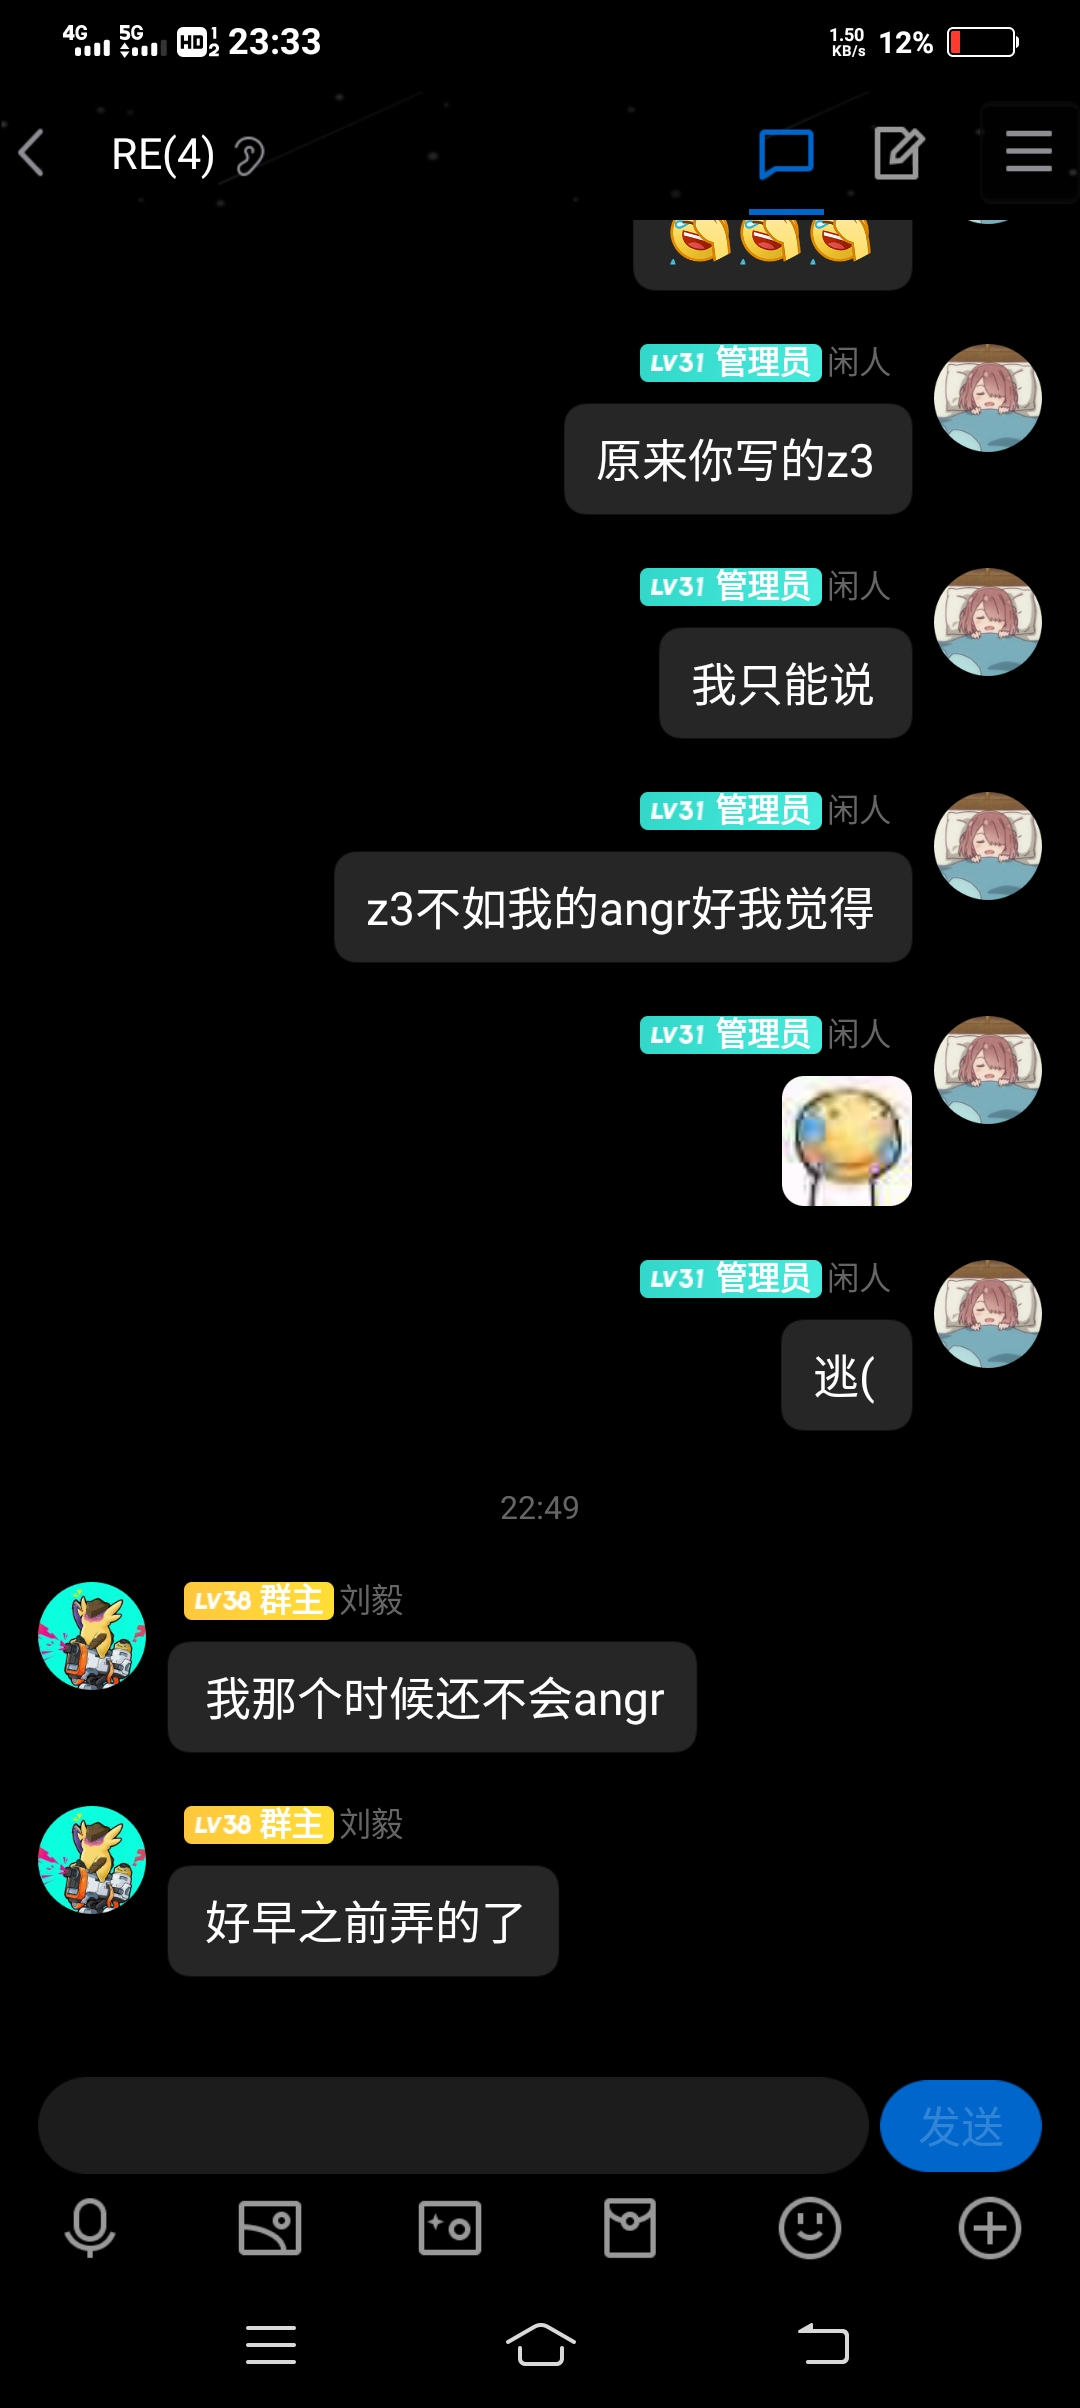 4G 5G HD 1 2 23:33 1.50 KB/s 12%
RE(4)
LV31 管理员 闲人
原来你写的z3
LV31 管理员 闲人
我只能说
LV31 管理员 闲人
z3不如我的angr好我觉得
LV31 管理员 闲人
LV31 管理员 闲人
逃(
22:49
LV38 群主 刘毅
我那个时候还不会angr
LV38 群主 刘毅
好早之前弄的了
发送